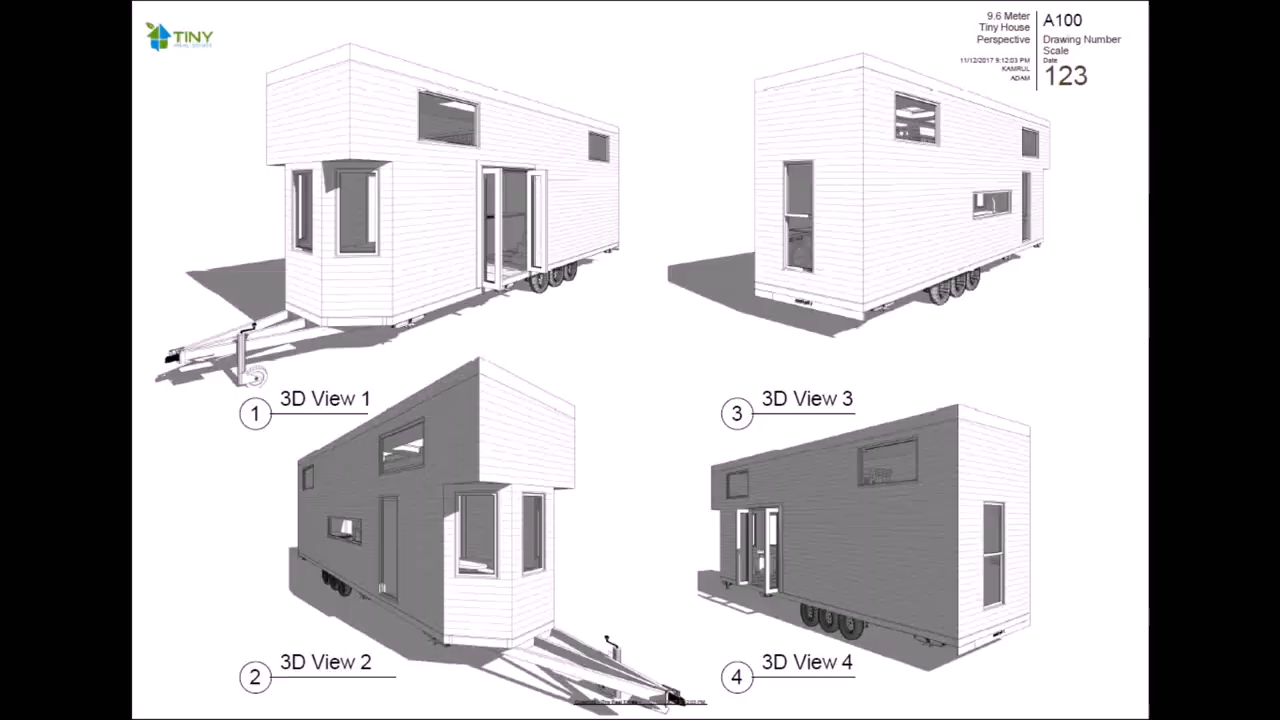 TINY
9.6 Meter
Tiny House
Perspective
11/12/2017 9:12:03 PM
KAMRUL
ADAM
A100
Drawing Number
Scale
Date
123
1 3D View 1
3 3D View 3
2 3D View 2
4 3D View 4